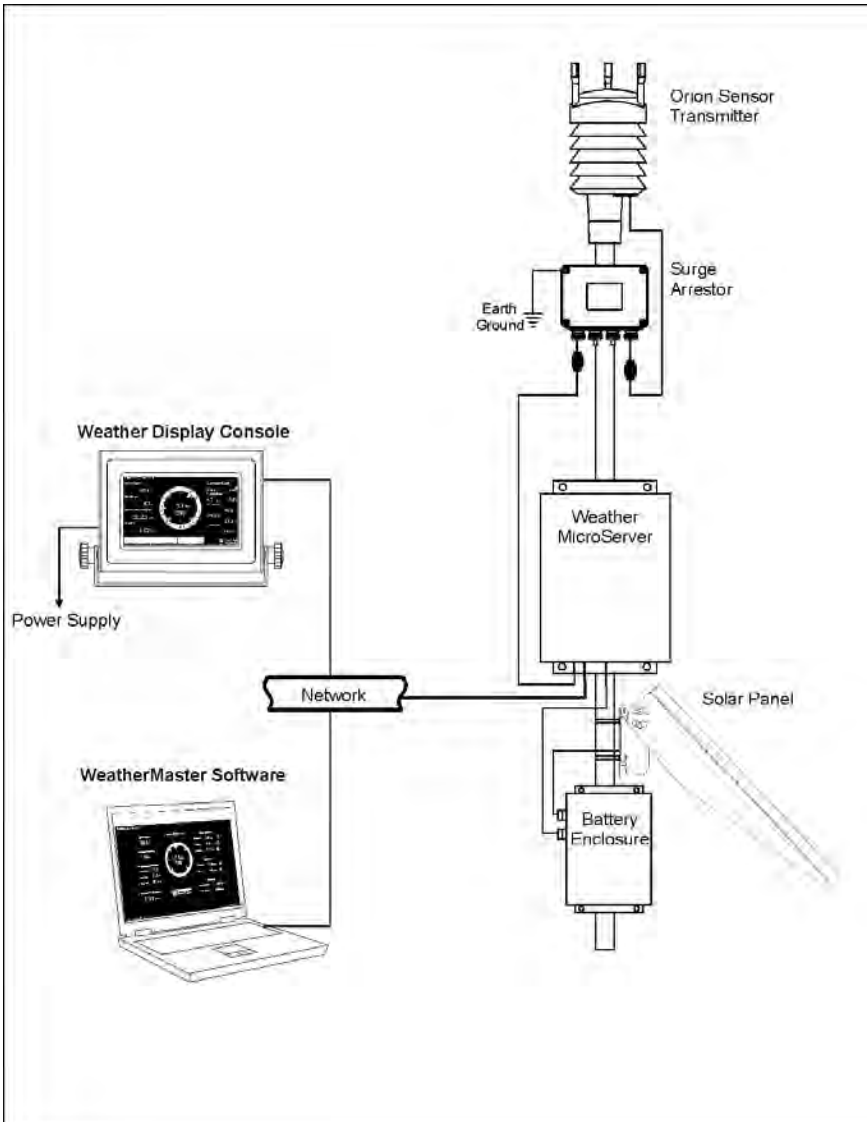 Orion Sensor
Transmitter
Surge
Arrestor
Earth
Ground
Weather Display Console
Weather
MicroServer
Power Supply
Network
Solar Panel
WeatherMaster Software
Battery
Enclosure